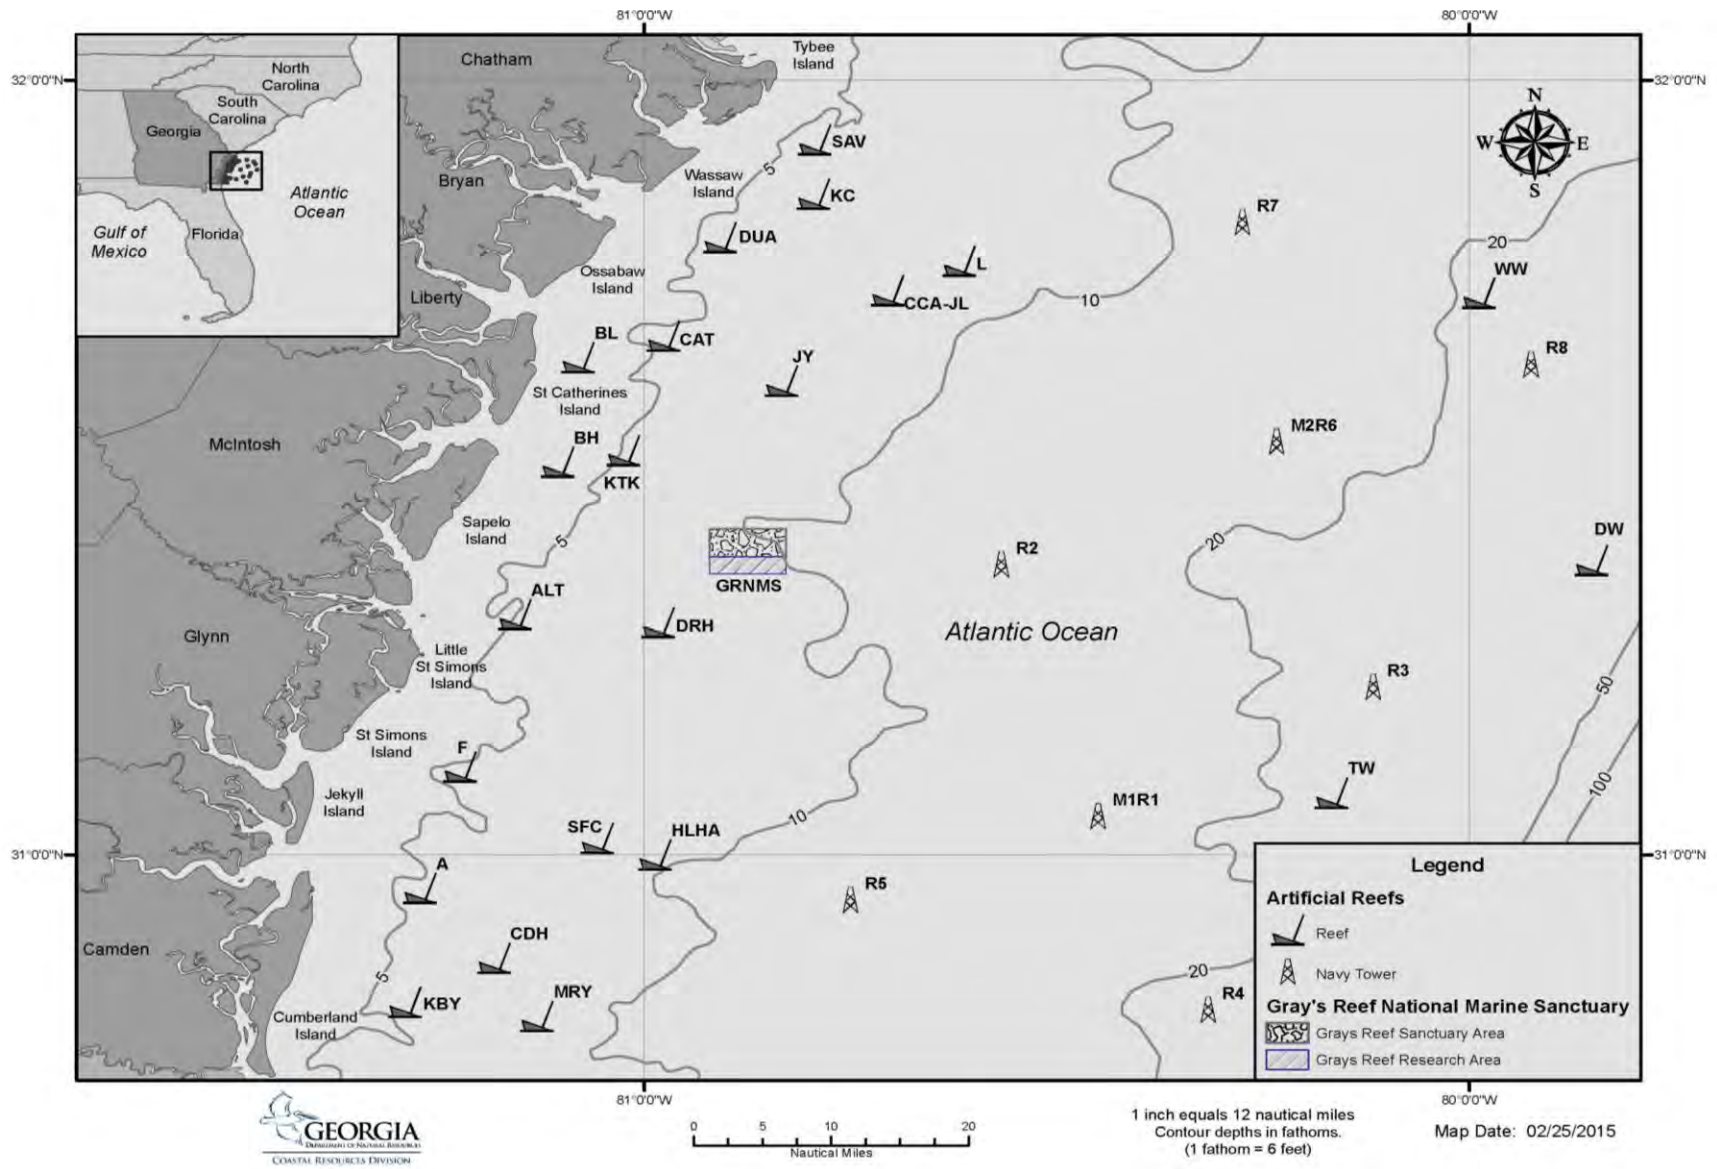 81°0'0"W
80°0'0"W
32°0'0"N
32°0'0"N
North
Carolina
South
Carolina
Georgia
Atlantic
Ocean
Florida
Gulf of
Mexico
Chatham
Tybee
Island
N
W
E
S
SAV
5
Wassaw
Island
Bryan
KC
R7
DUA
20
L
WW
Ossabaw
Island
Liberty
CCA-JL
10
BL
CAT
JY
R8
St Catherines
Island
M2R6
McIntosh
BH
KTK
Sapelo
Island
5
20
R2
DW
GRNMS
ALT
DRH
Atlantic Ocean
Glynn
Little
St Simons
Island
R3
50
St Simons
Island
F
TW
100
Jekyll
Island
M1R1
10
SFC
HLHA
31°0'0"N
31°0'0"N
A
R5
CDH
Camden
5
20
KBY
MRY
R4
Cumberland
Island
Legend
Artificial Reefs
Reef
Navy Tower
Gray's Reef National Marine Sanctuary
Grays Reef Sanctuary Area
Grays Reef Research Area
81°0'0"W
80°0'0"W
GEORGIA
DEPARTMENT OF NATURAL RESOURCES
COASTAL RESOURCES DIVISION
0 5 10 15 20
Nautical Miles
1 inch equals 12 nautical miles
Contour depths in fathoms.
(1 fathom = 6 feet)
Map Date: 02/25/2015